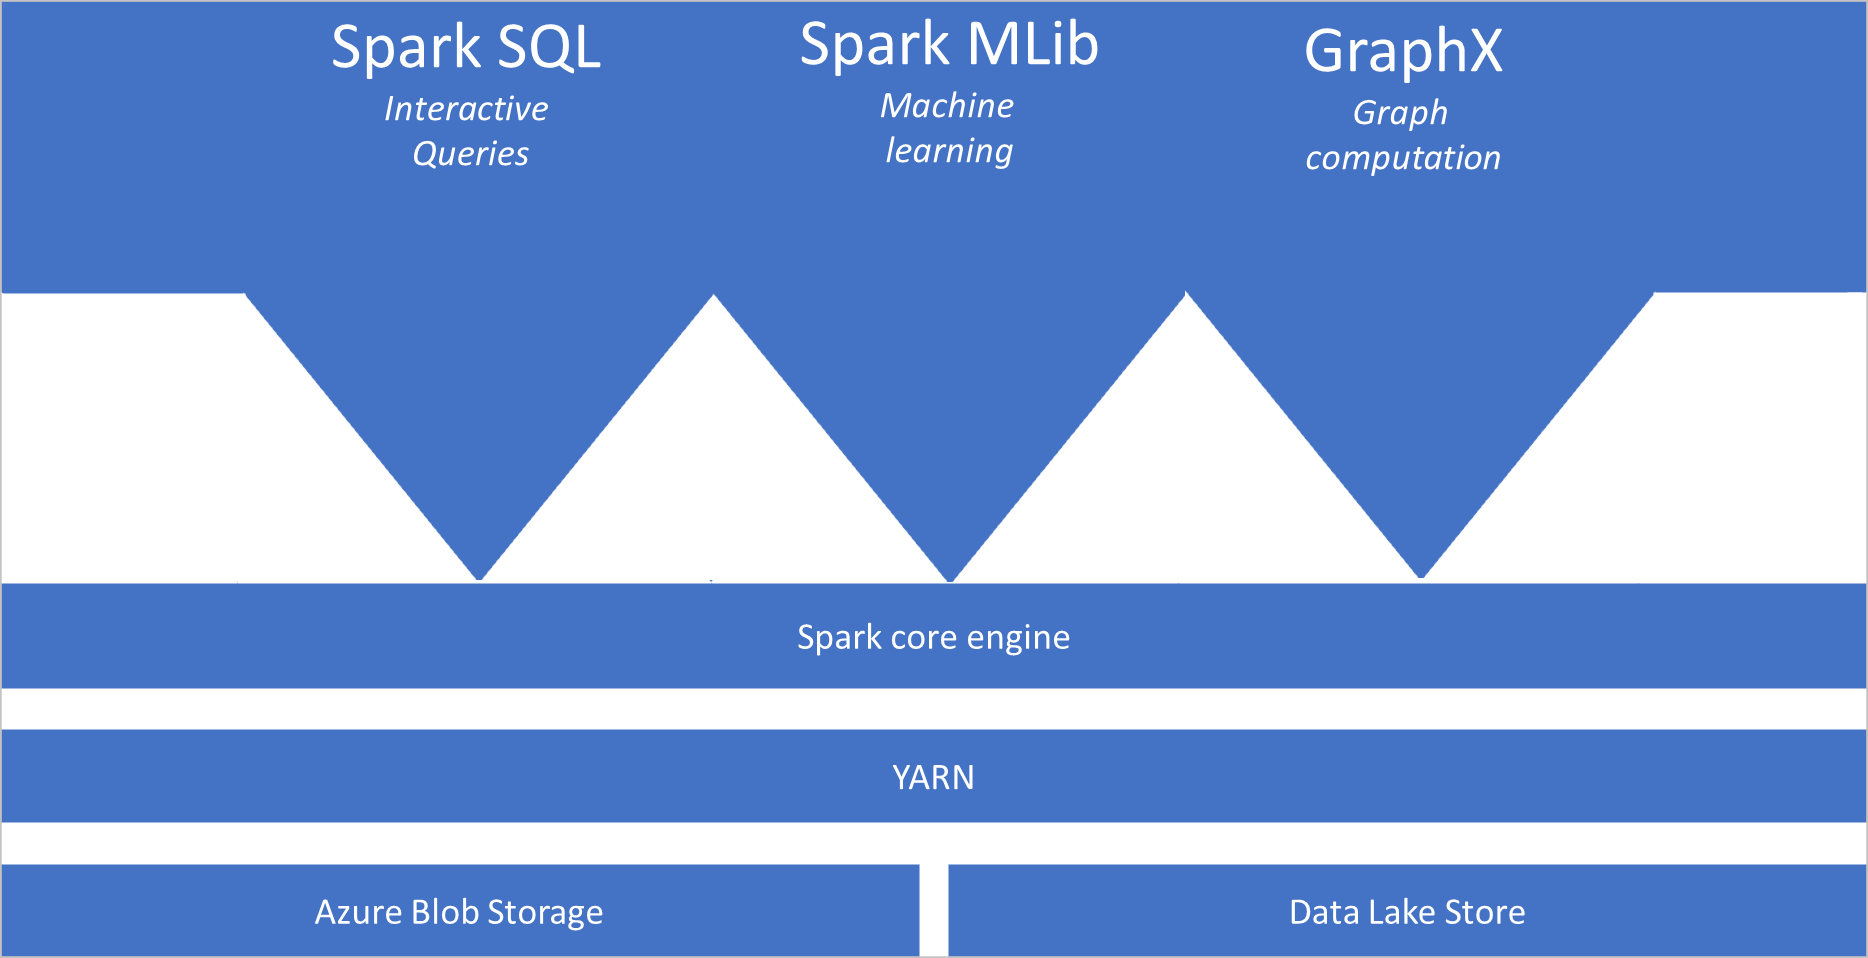 Spark SQL
Interactive
Queries
Spark MLib
Machine
learning
GraphX
Graph
computation
Spark core engine
YARN
Azure Blob Storage
Data Lake Store